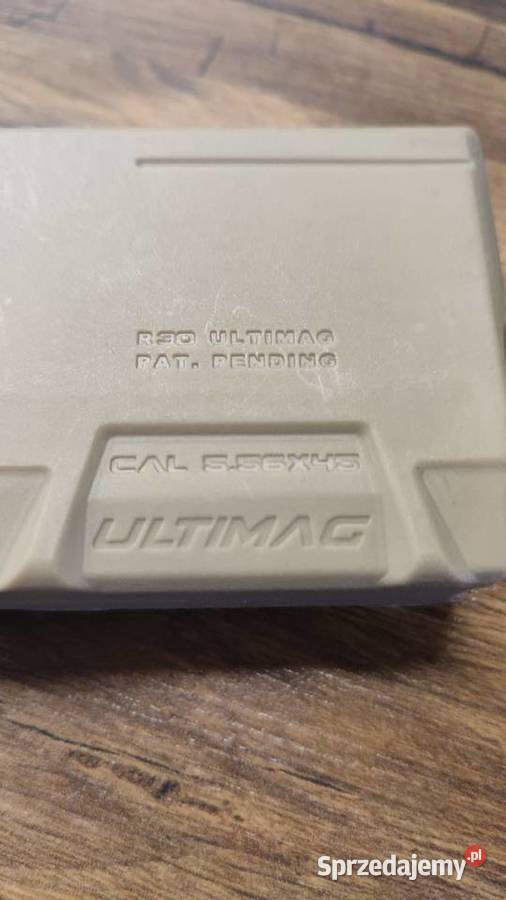 R30 ULTIMAG
PAT. PENDING
CAL 5.56X45
ULTIMAG
Sprzedajemy.pl